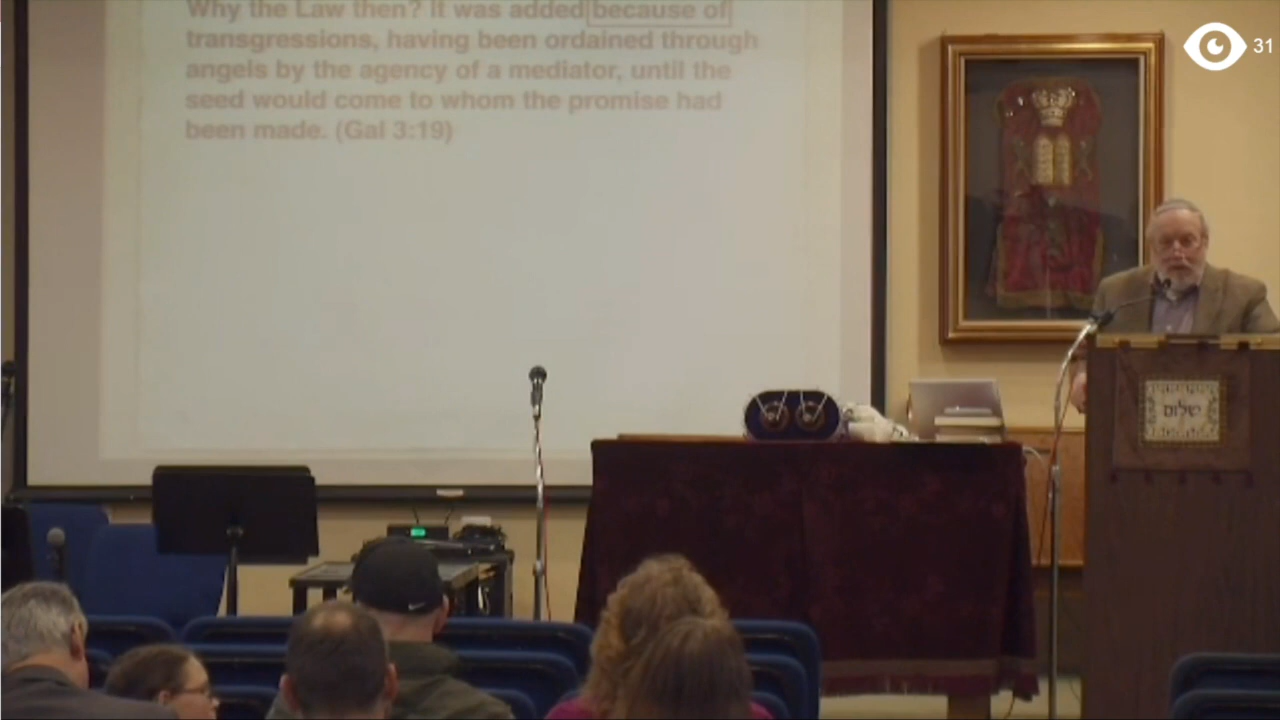 Why the Law then? It was added because of
transgressions, having been ordained through
angels by the agency of a mediator, until the
seed would come to whom the promise had
been made. (Gal 3:19)
31
שלום